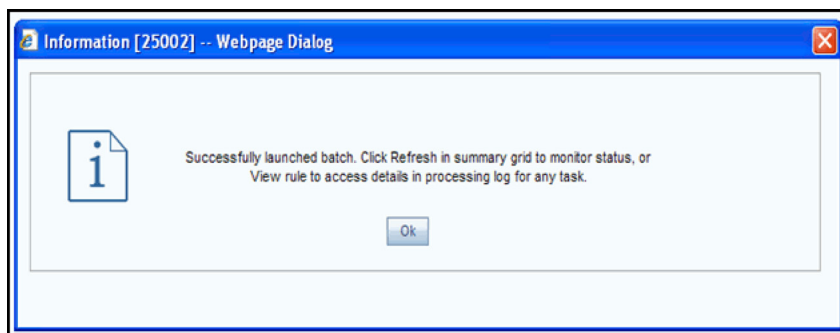 Information [25002] -- Webpage Dialog
Successfully launched batch. Click Refresh in summary grid to monitor status, or
View rule to access details in processing log for any task.
Ok